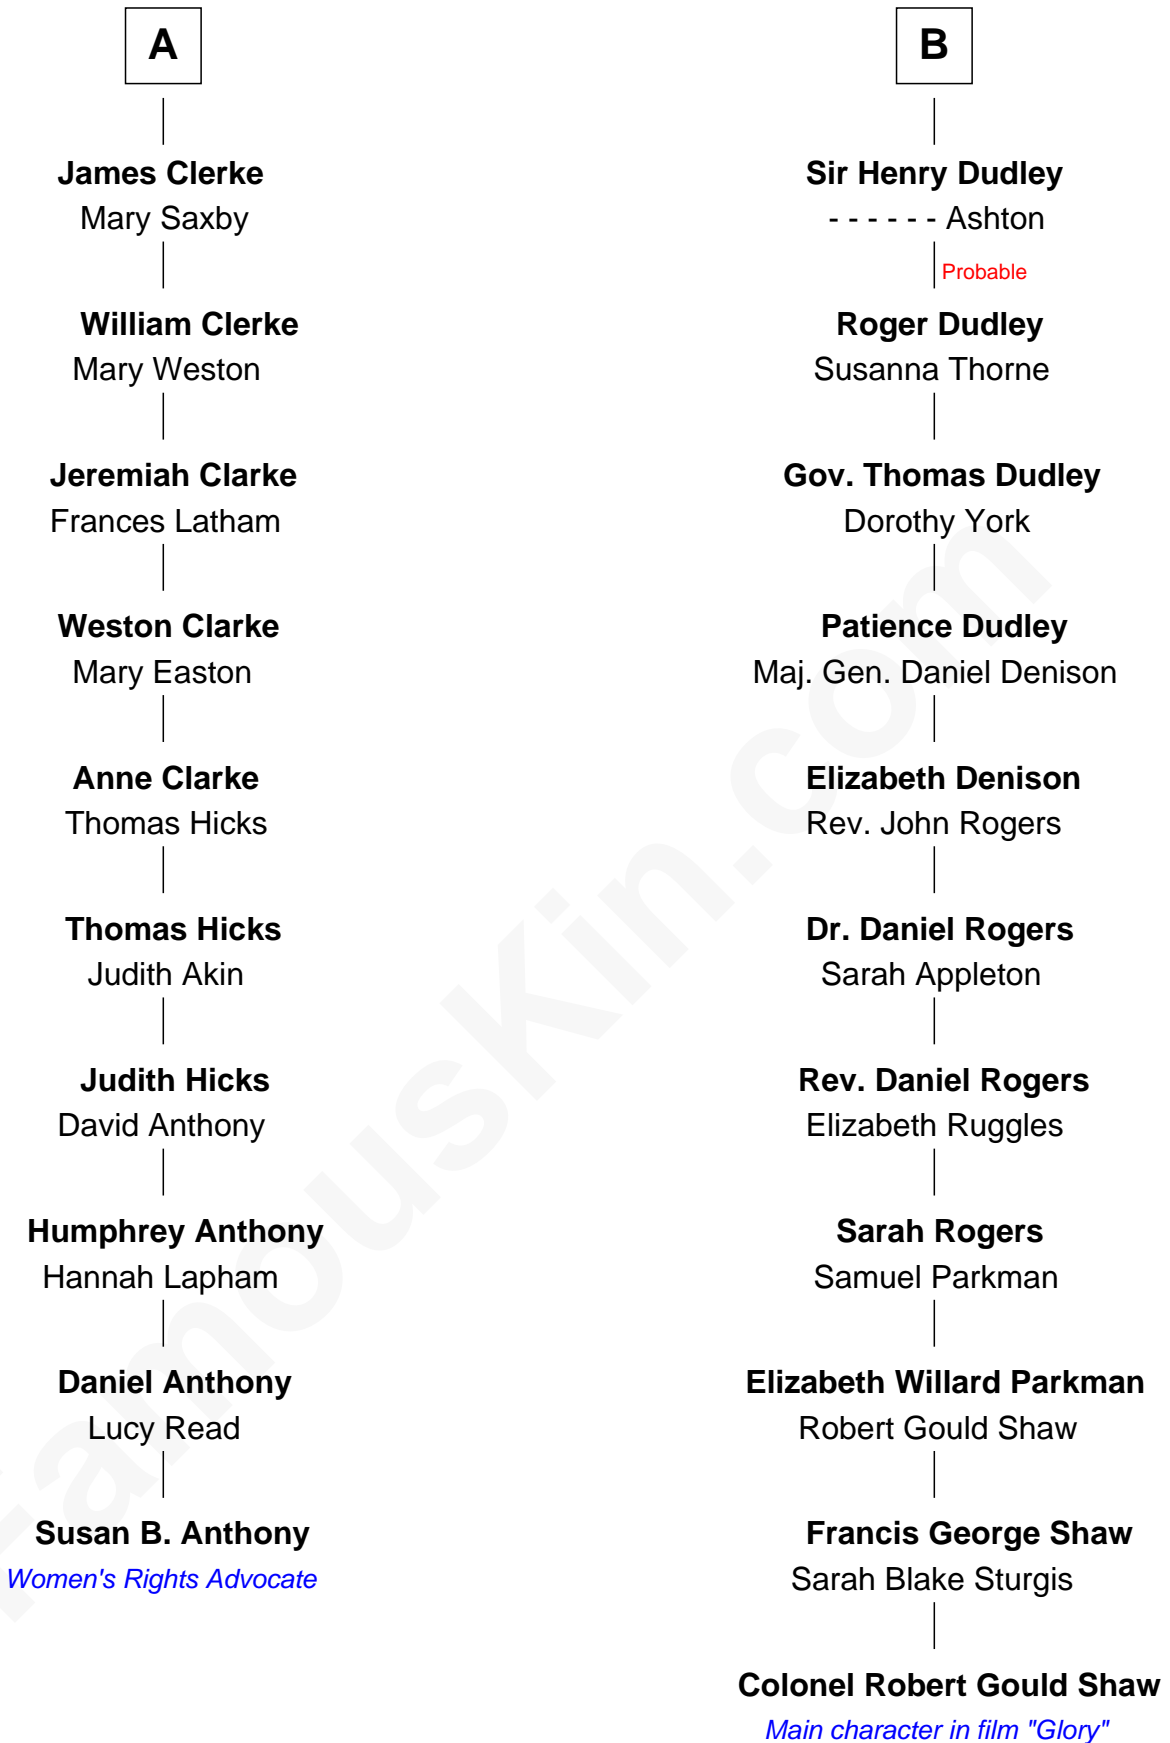 A
James Clerke
Mary Saxby
William Clerke
Mary Weston
Jeremiah Clarke
Frances Latham
Weston Clarke
Mary Easton
Anne Clarke
Thomas Hicks
Thomas Hicks
Judith Akin
Judith Hicks
David Anthony
Humphrey Anthony
Hannah Lapham
Daniel Anthony
Lucy Read
Susan B. Anthony
Women's Rights Advocate
B
Sir Henry Dudley
- - - - - - Ashton
Probable
Roger Dudley
Susanna Thorne
Gov. Thomas Dudley
Dorothy York
Patience Dudley
Maj. Gen. Daniel Denison
Elizabeth Denison
Rev. John Rogers
Dr. Daniel Rogers
Sarah Appleton
Rev. Daniel Rogers
Elizabeth Ruggles
Sarah Rogers
Samuel Parkman
Elizabeth Willard Parkman
Robert Gould Shaw
Francis George Shaw
Sarah Blake Sturgis
Colonel Robert Gould Shaw
Main character in film "Glory"
FamousKin.com